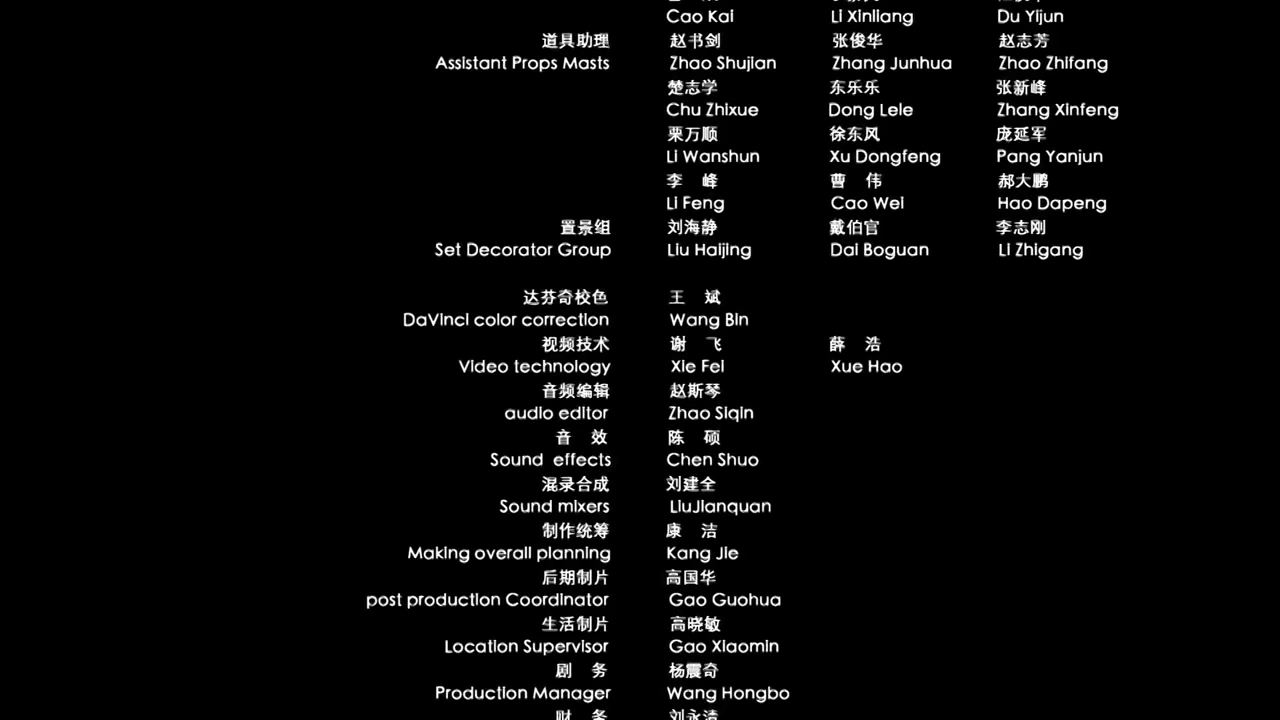 Cao Kai Li Xinliang Du Yijun
道具助理 赵书剑 张俊华 赵志芳
Assistant Props Masts Zhao Shujian Zhang Junhua Zhao Zhifang
楚志学 东乐乐 张新峰
Chu Zhixue Dong Lele Zhang Xinfeng
栗万顺 徐东风 庞延军
Li Wanshun Xu Dongfeng Pang Yanjun
李 峰 曹 伟 郝大鹏
Li Feng Cao Wei Hao Dapeng
置景组 刘海静 戴伯官 李志刚
Set Decorator Group Liu Haijing Dai Boguan Li Zhigang
达芬奇校色 王 斌
DaVinci color correction Wang Bin
视频技术 谢 飞 薛 浩
Video technology Xie Fei Xue Hao
音频编辑 赵斯琴
audio editor Zhao Siqin
音 效 陈 硕
Sound effects Chen Shuo
混录合成 刘建全
Sound mixers LiuJianquan
制作统筹 康 洁
Making overall planning Kang Jie
后期制片 高国华
post production Coordinator Gao Guohua
生活制片 高晓敏
Location Supervisor Gao Xiaomin
剧 务 杨震奇
Production Manager Wang Hongbo
财 务 刘永清